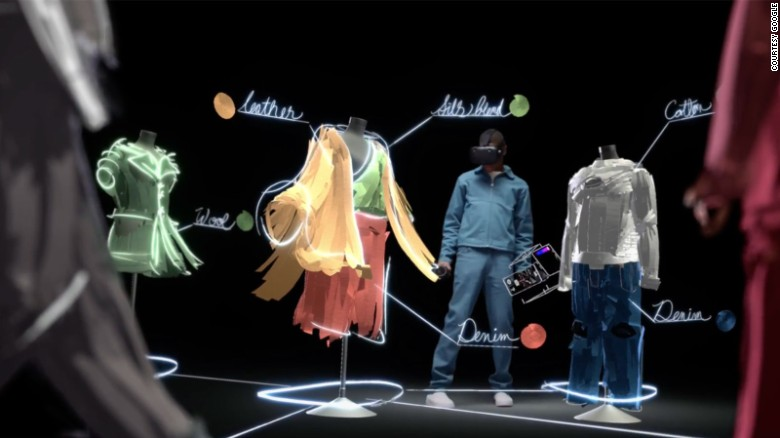 COURTESY GOOGLE
leather
Silk blend
Cotton
Wool
Denim
Denim